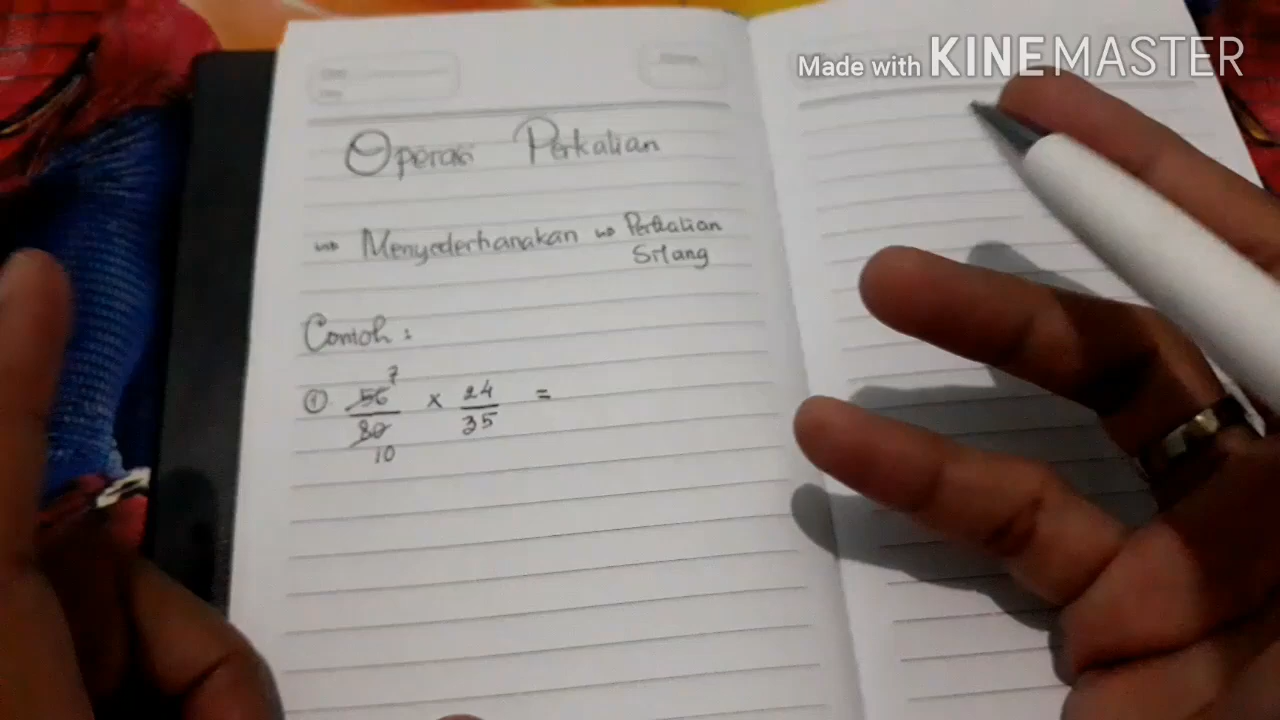 Made with KINEMASTER
Operasi Perkalian
Menyederhanakan Perkalian
Silang
Contoh :
7
① 56 x 24 =
80 35
10